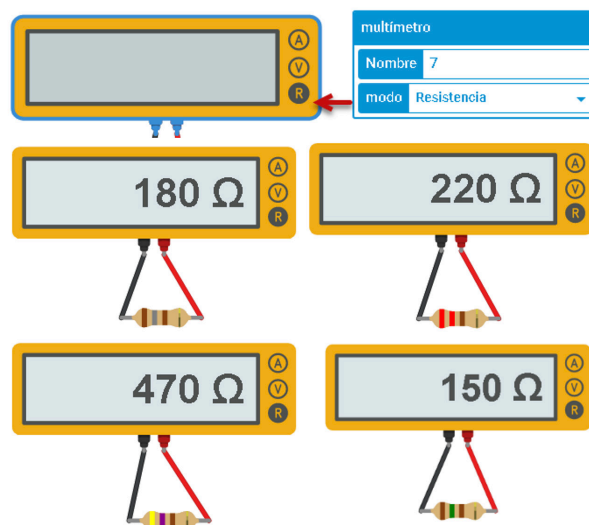 A
V
R
multímetro
Nombre 7
modo Resistencia
180 Ω
A
V
R
220 Ω
A
V
R
470 Ω
A
V
R
150 Ω
A
V
R